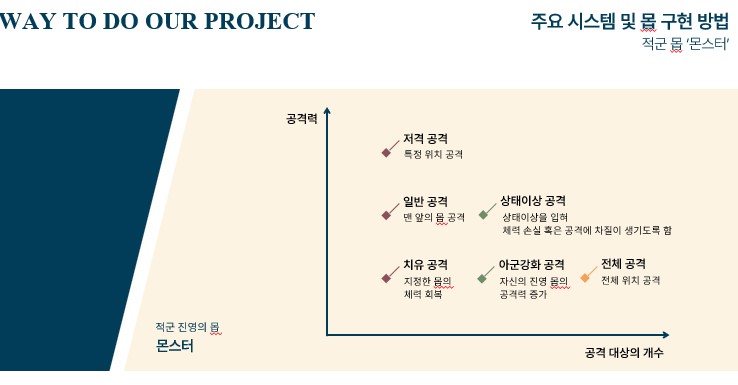 WAY TO DO OUR PROJECT
주요 시스템 및 몹 구현 방법
적군 몹 ‘몬스터’
공격력
저격 공격
특정 위치 공격
일반 공격
맨 앞의 몹 공격
상태이상 공격
상태이상을 입혀
체력 손실 혹은 공격에 차질이 생기도록 함
치유 공격
지정한 몹의
체력 회복
아군강화 공격
자신의 진영 몹의
공격력 증가
전체 공격
전체 위치 공격
적군 진영의 몹
몬스터
공격 대상의 개수